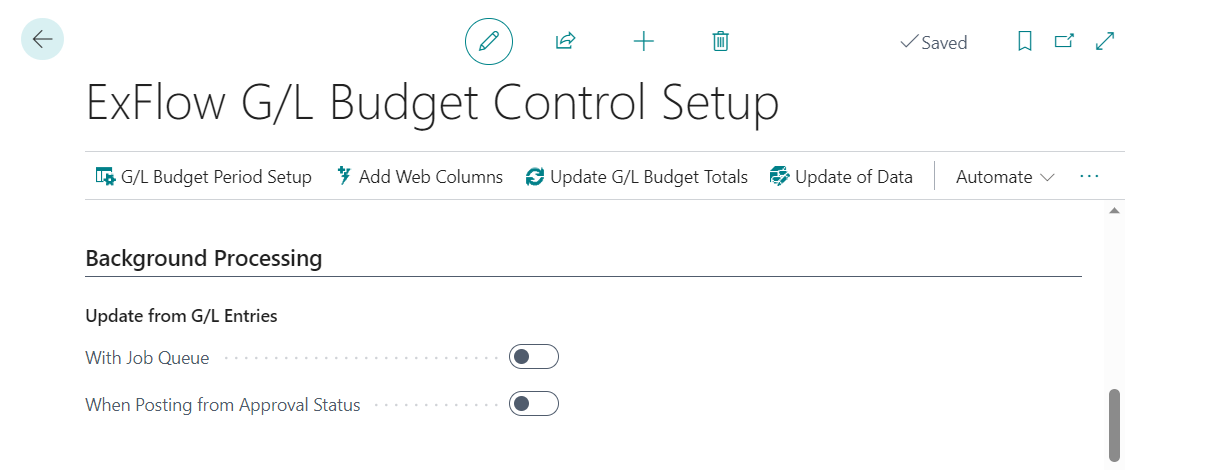 Saved
ExFlow G/L Budget Control Setup
G/L Budget Period Setup Add Web Columns Update G/L Budget Totals Update of Data Automate ...
Background Processing
Update from G/L Entries
With Job Queue
When Posting from Approval Status